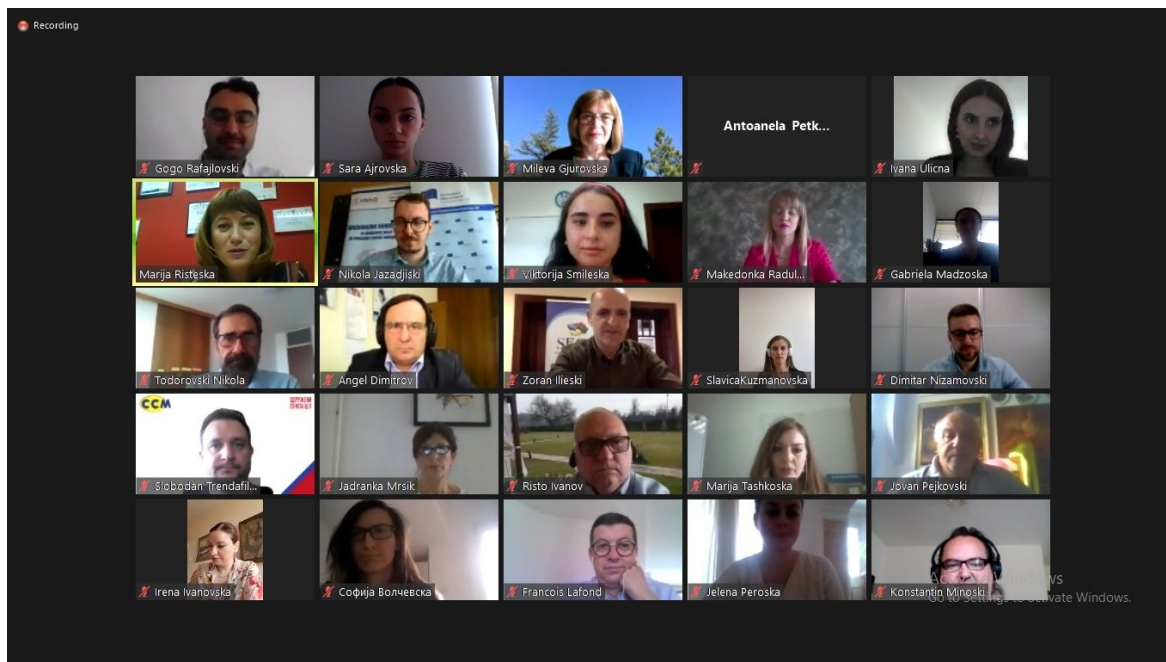 Recording
Gogo Rafajlovski
Sara Ajrovska
Mileva Gjurovska
Antoanela Petk...
Ivana Ulicna
Marija Risteska
Nikola Jazadjiski
Viktorija Smileska
Makedonka Radul...
Gabriela Madzoska
USAID
Todorovski Nikola
Angel Dimitrov
Zoran Ilieski
SlavicaKuzmanovska
Dimitar Nizamovski
CCM
Slobodan Trendafil...
Jadranka Mrsik
Risto Ivanov
Marija Tashkoska
Jovan Pejkovski
Irena Ivanovska
Софија Волчевска
Francois Lafond
Jelena Peroska
Konstantin Minoski
Activate Windows
Go to Settings to activate Windows.